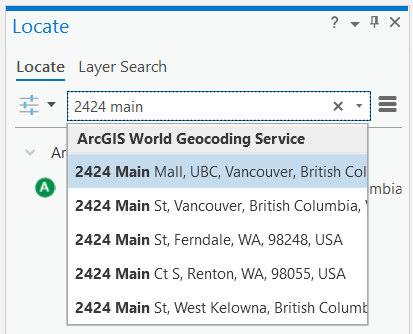 Locate
?
Locate Layer Search
2424 main
ArcGIS World Geocoding Service
Ar
2424 Main Mall, UBC, Vancouver, British Col
A
mbia
2424 Main St, Vancouver, British Columbia,
2424 Main St, Ferndale, WA, 98248, USA
2424 Main Ct S, Renton, WA, 98055, USA
2424 Main St, West Kelowna, British Columb